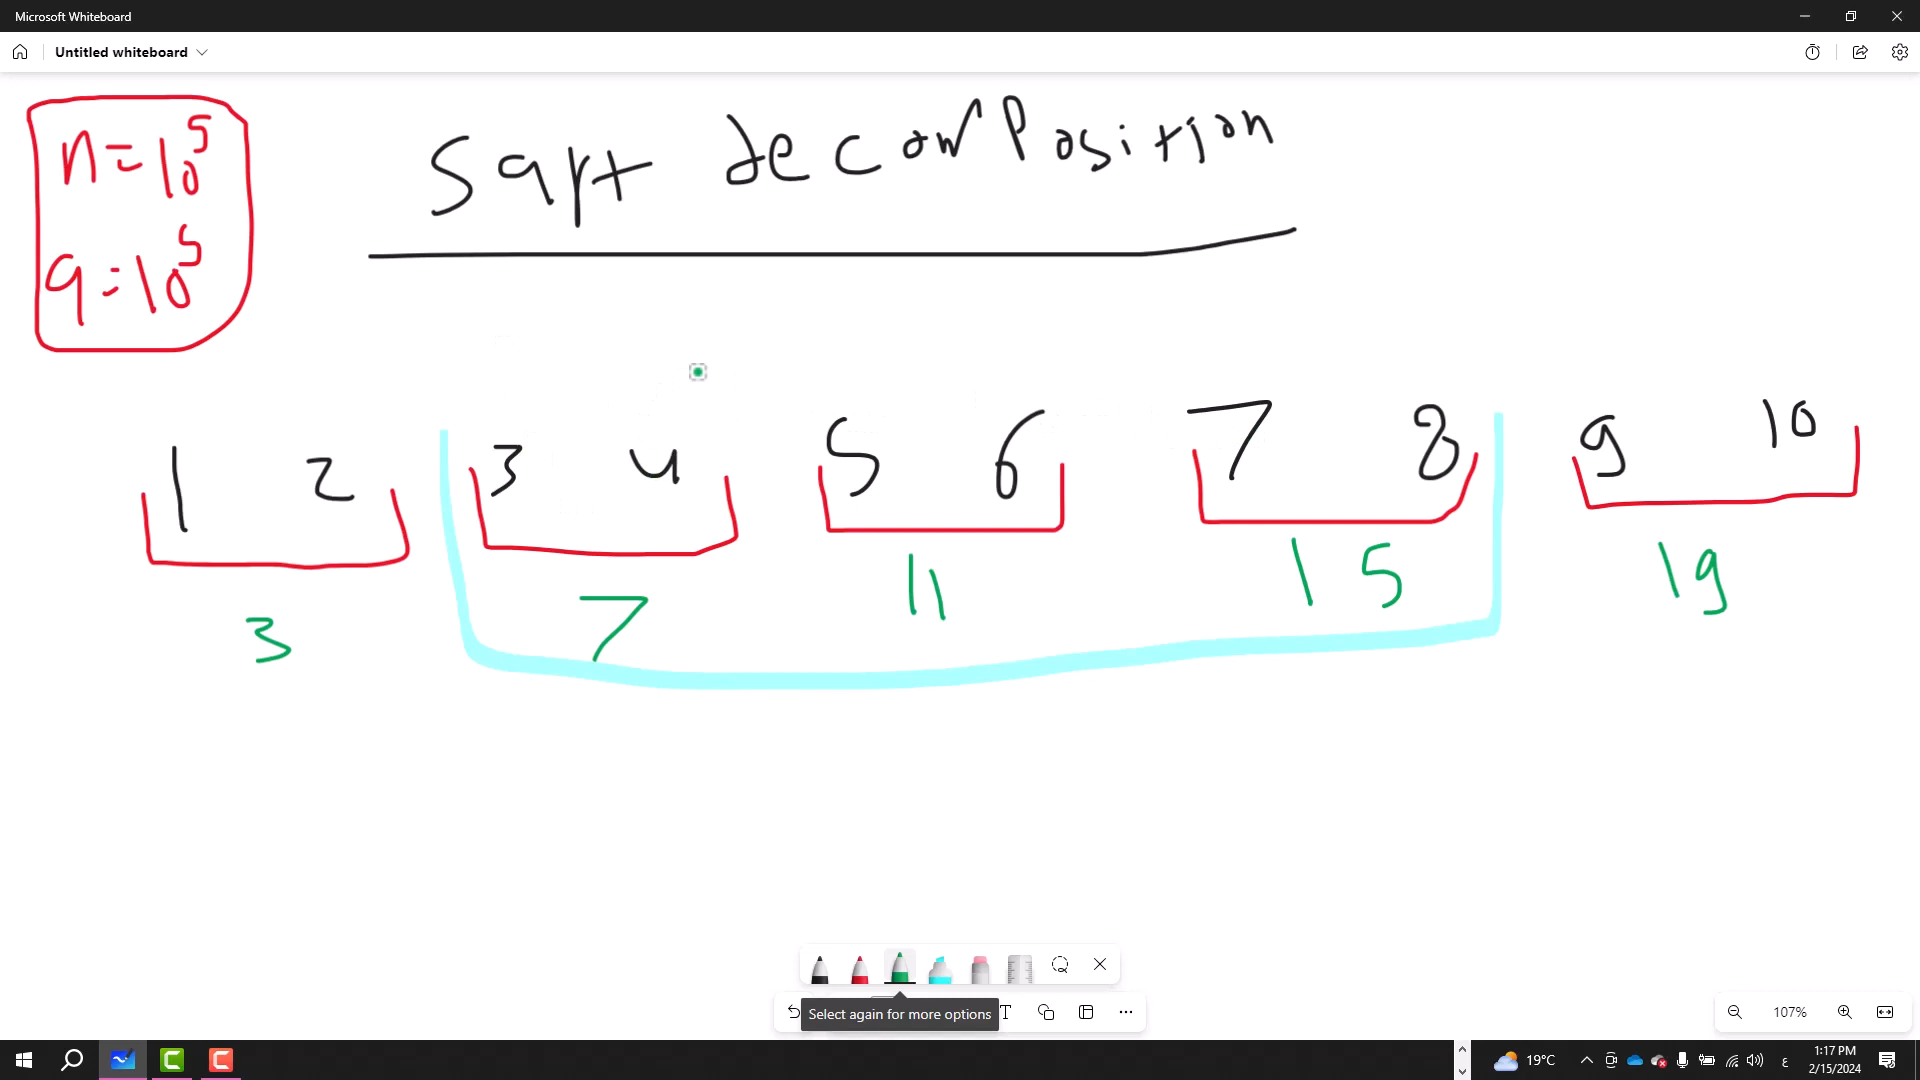 Microsoft Whiteboard
Untitled whiteboard
n=10^5
q=10^5
Sqrt decomPosition
1 2 3 4 5 6 7 8 9 10
3 7 11 15 19
Select again for more options
107%
19°C
ع
1:17 PM
2/15/2024